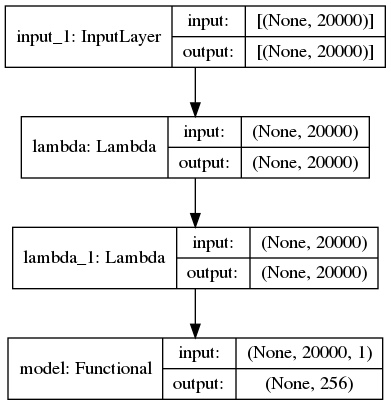 input_1: InputLayer
input: [(None, 20000)]
output: [(None, 20000)]
lambda: Lambda
input: (None, 20000)
output: (None, 20000)
lambda_1: Lambda
input: (None, 20000)
output: (None, 20000)
model: Functional
input: (None, 20000, 1)
output: (None, 256)